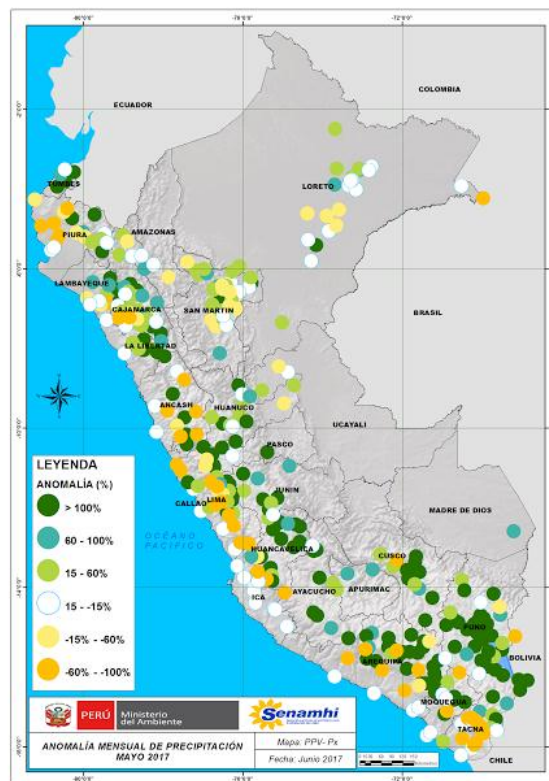 COLOMBIA
ECUADOR
TUMBES
LORETO
PIURA
AMAZONAS
LAMBAYEQUE
CAJAMARCA
SAN MARTIN
BRASIL
LA LIBERTAD
ANCASH
HUANUCO
UCAYALI
PASCO
JUNIN
MADRE DE DIOS
LIMA
CALLAO
OCÉANO
PACIFICO
HUANCAVELICA
CUSCO
ICA
AYACUCHO
APURIMAC
PUNO
AREQUIPA
BOLIVIA
MOQUEGUA
TACNA
CHILE
LEYENDA
ANOMALÍA (%)
> 100%
60 - 100%
15 - 60%
15 - -15%
-15% - -60%
-60% - -100%
PERÚ
Ministerio
del Ambiente
Senamhi
ANOMALÍA MENSUAL DE PRECIPITACIÓN
MAYO 2017
Mapa: PPV- Px
Fecha: Junio 2017